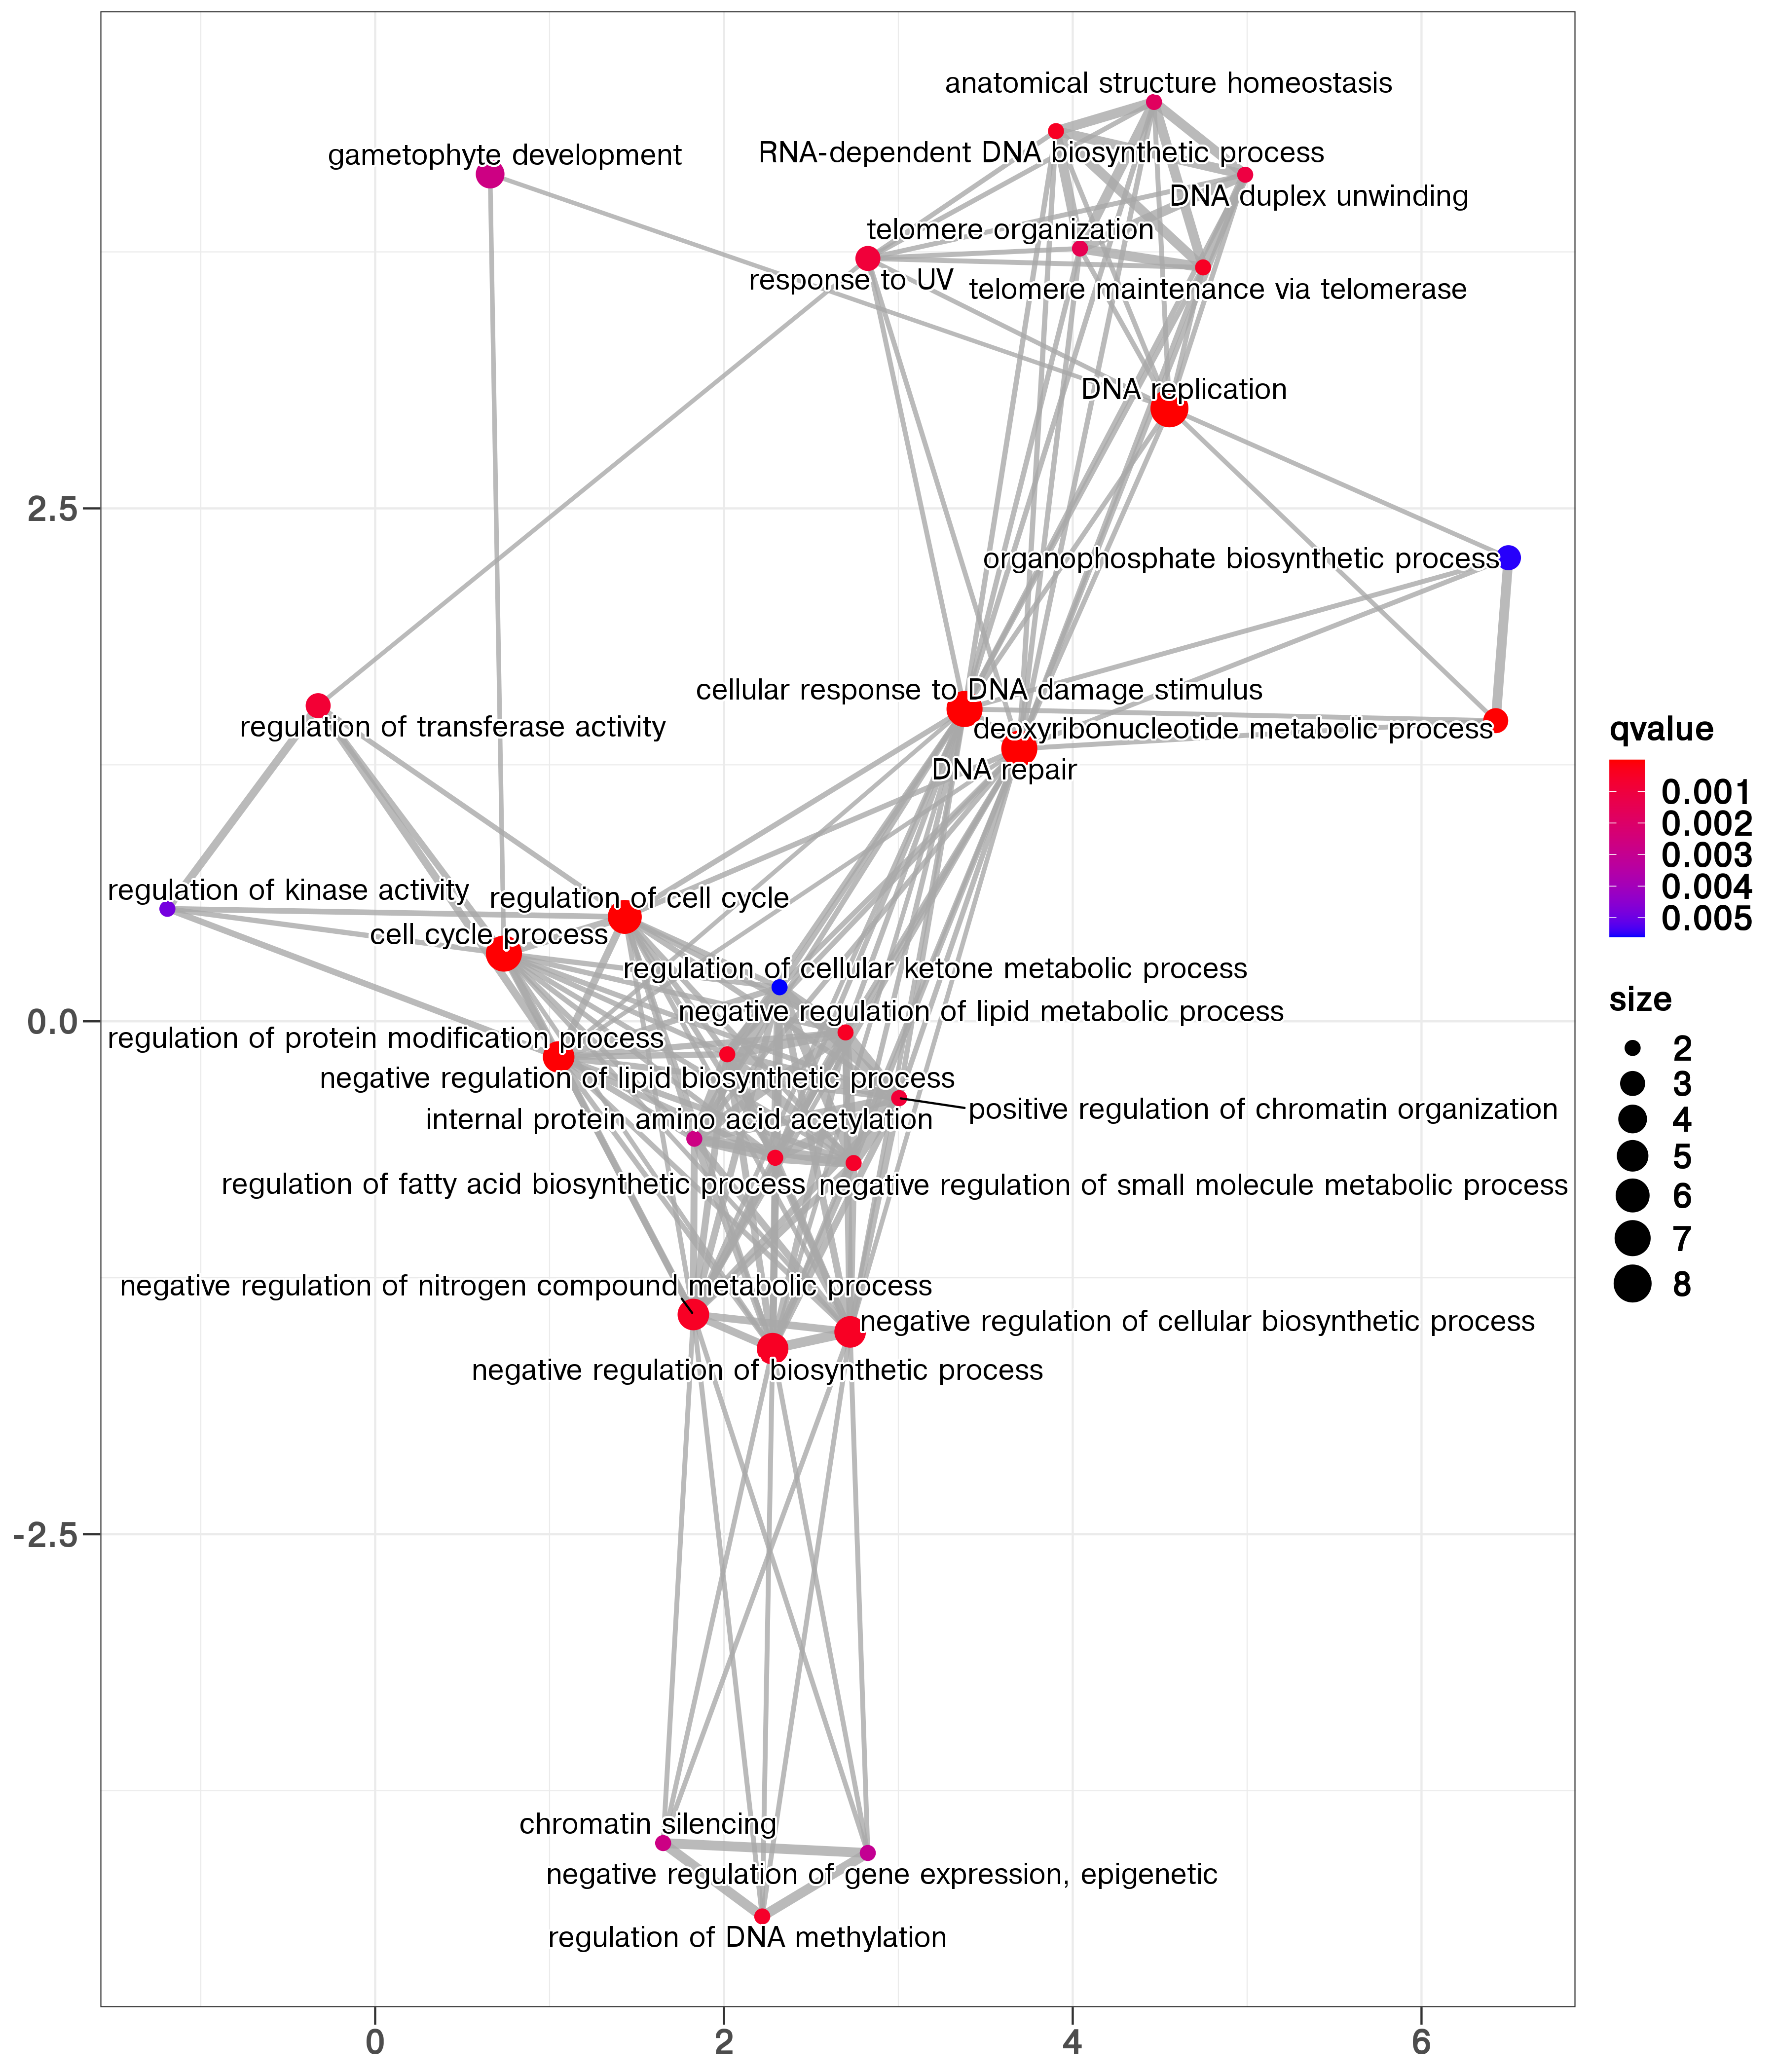 anatomical structure homeostasis
RNA-dependent DNA biosynthetic process
gametophyte development
DNA duplex unwinding
telomere organization
response to UV
telomere maintenance via telomerase
DNA replication
2.5
organophosphate biosynthetic process
cellular response to DNA damage stimulus
regulation of transferase activity
deoxyribonucleotide metabolic process
DNA repair
regulation of kinase activity
regulation of cell cycle
cell cycle process
regulation of cellular ketone metabolic process
negative regulation of lipid metabolic process
0.0
regulation of protein modification process
negative regulation of lipid biosynthetic process
positive regulation of chromatin organization
internal protein amino acid acetylation
regulation of fatty acid biosynthetic process
negative regulation of small molecule metabolic process
negative regulation of nitrogen compound metabolic process
negative regulation of cellular biosynthetic process
negative regulation of biosynthetic process
-2.5
chromatin silencing
negative regulation of gene expression, epigenetic
regulation of DNA methylation
0
2
4
6
qvalue
0.001
0.002
0.003
0.004
0.005
size
2
3
4
5
6
7
8